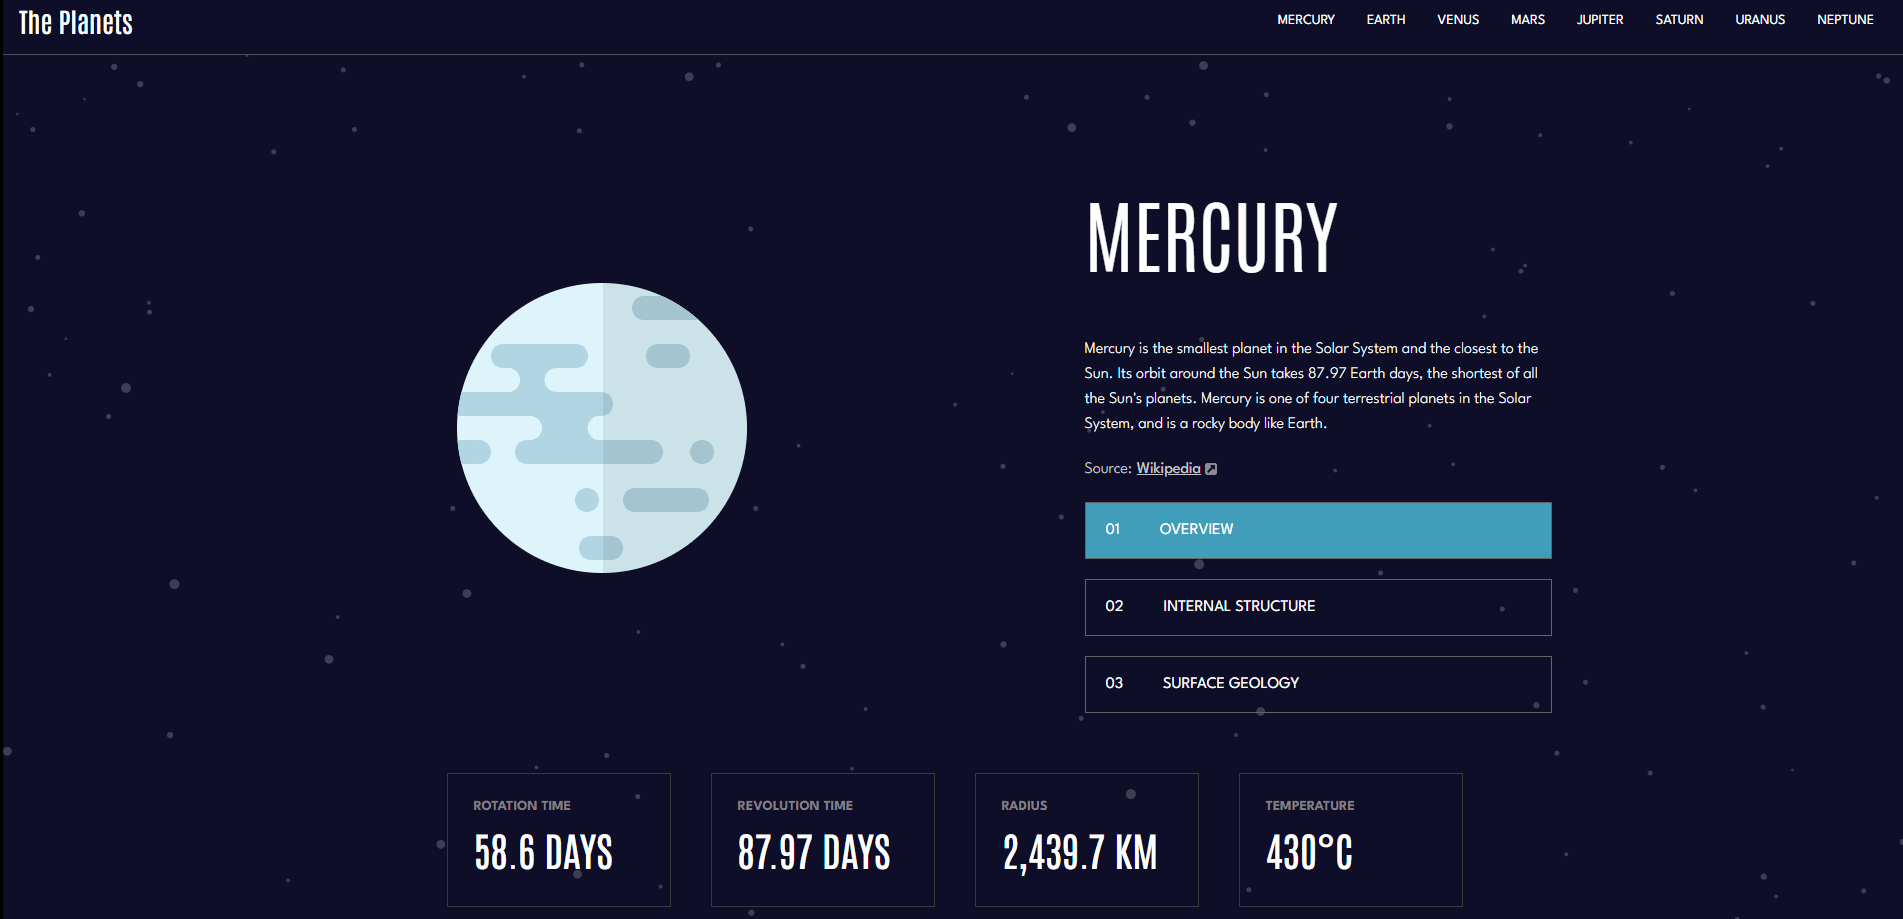 The Planets
MERCURY EARTH VENUS MARS JUPITER SATURN URANUS NEPTUNE
MERCURY
Mercury is the smallest planet in the Solar System and the closest to the
Sun. Its orbit around the Sun takes 87.97 Earth days, the shortest of all
the Sun's planets. Mercury is one of four terrestrial planets in the Solar
System, and is a rocky body like Earth.
Source: Wikipedia
01 OVERVIEW
02 INTERNAL STRUCTURE
03 SURFACE GEOLOGY
ROTATION TIME
58.6 DAYS
REVOLUTION TIME
87.97 DAYS
RADIUS
2,439.7 KM
TEMPERATURE
430°C